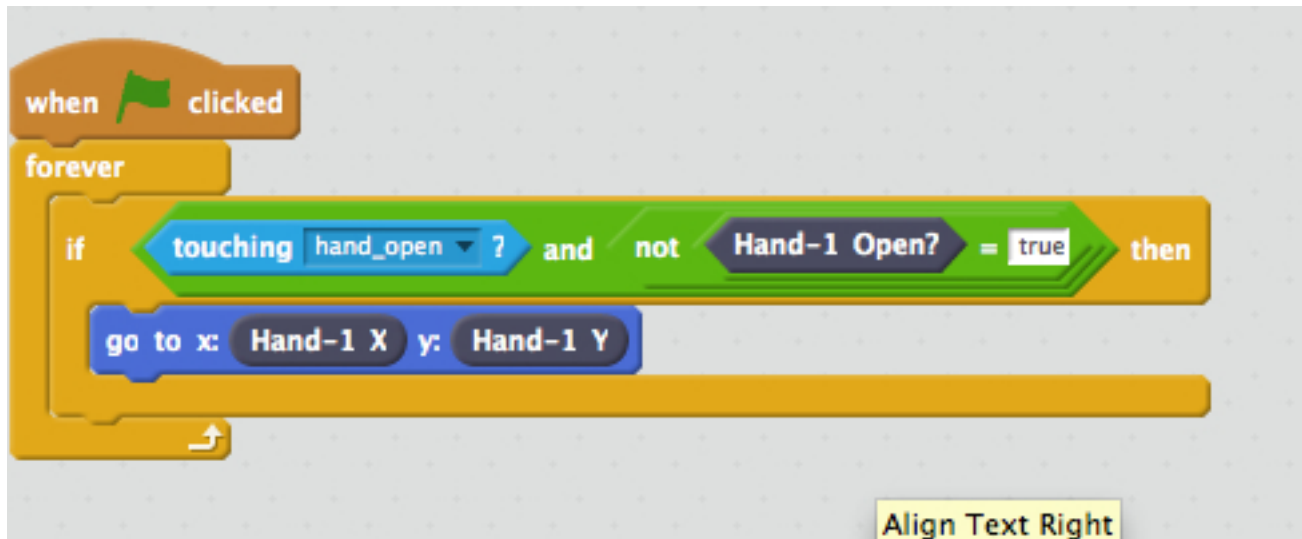 when clicked
forever
if touching hand_open ? and not Hand-1 Open? = true then
go to x: Hand-1 X y: Hand-1 Y
Align Text Right